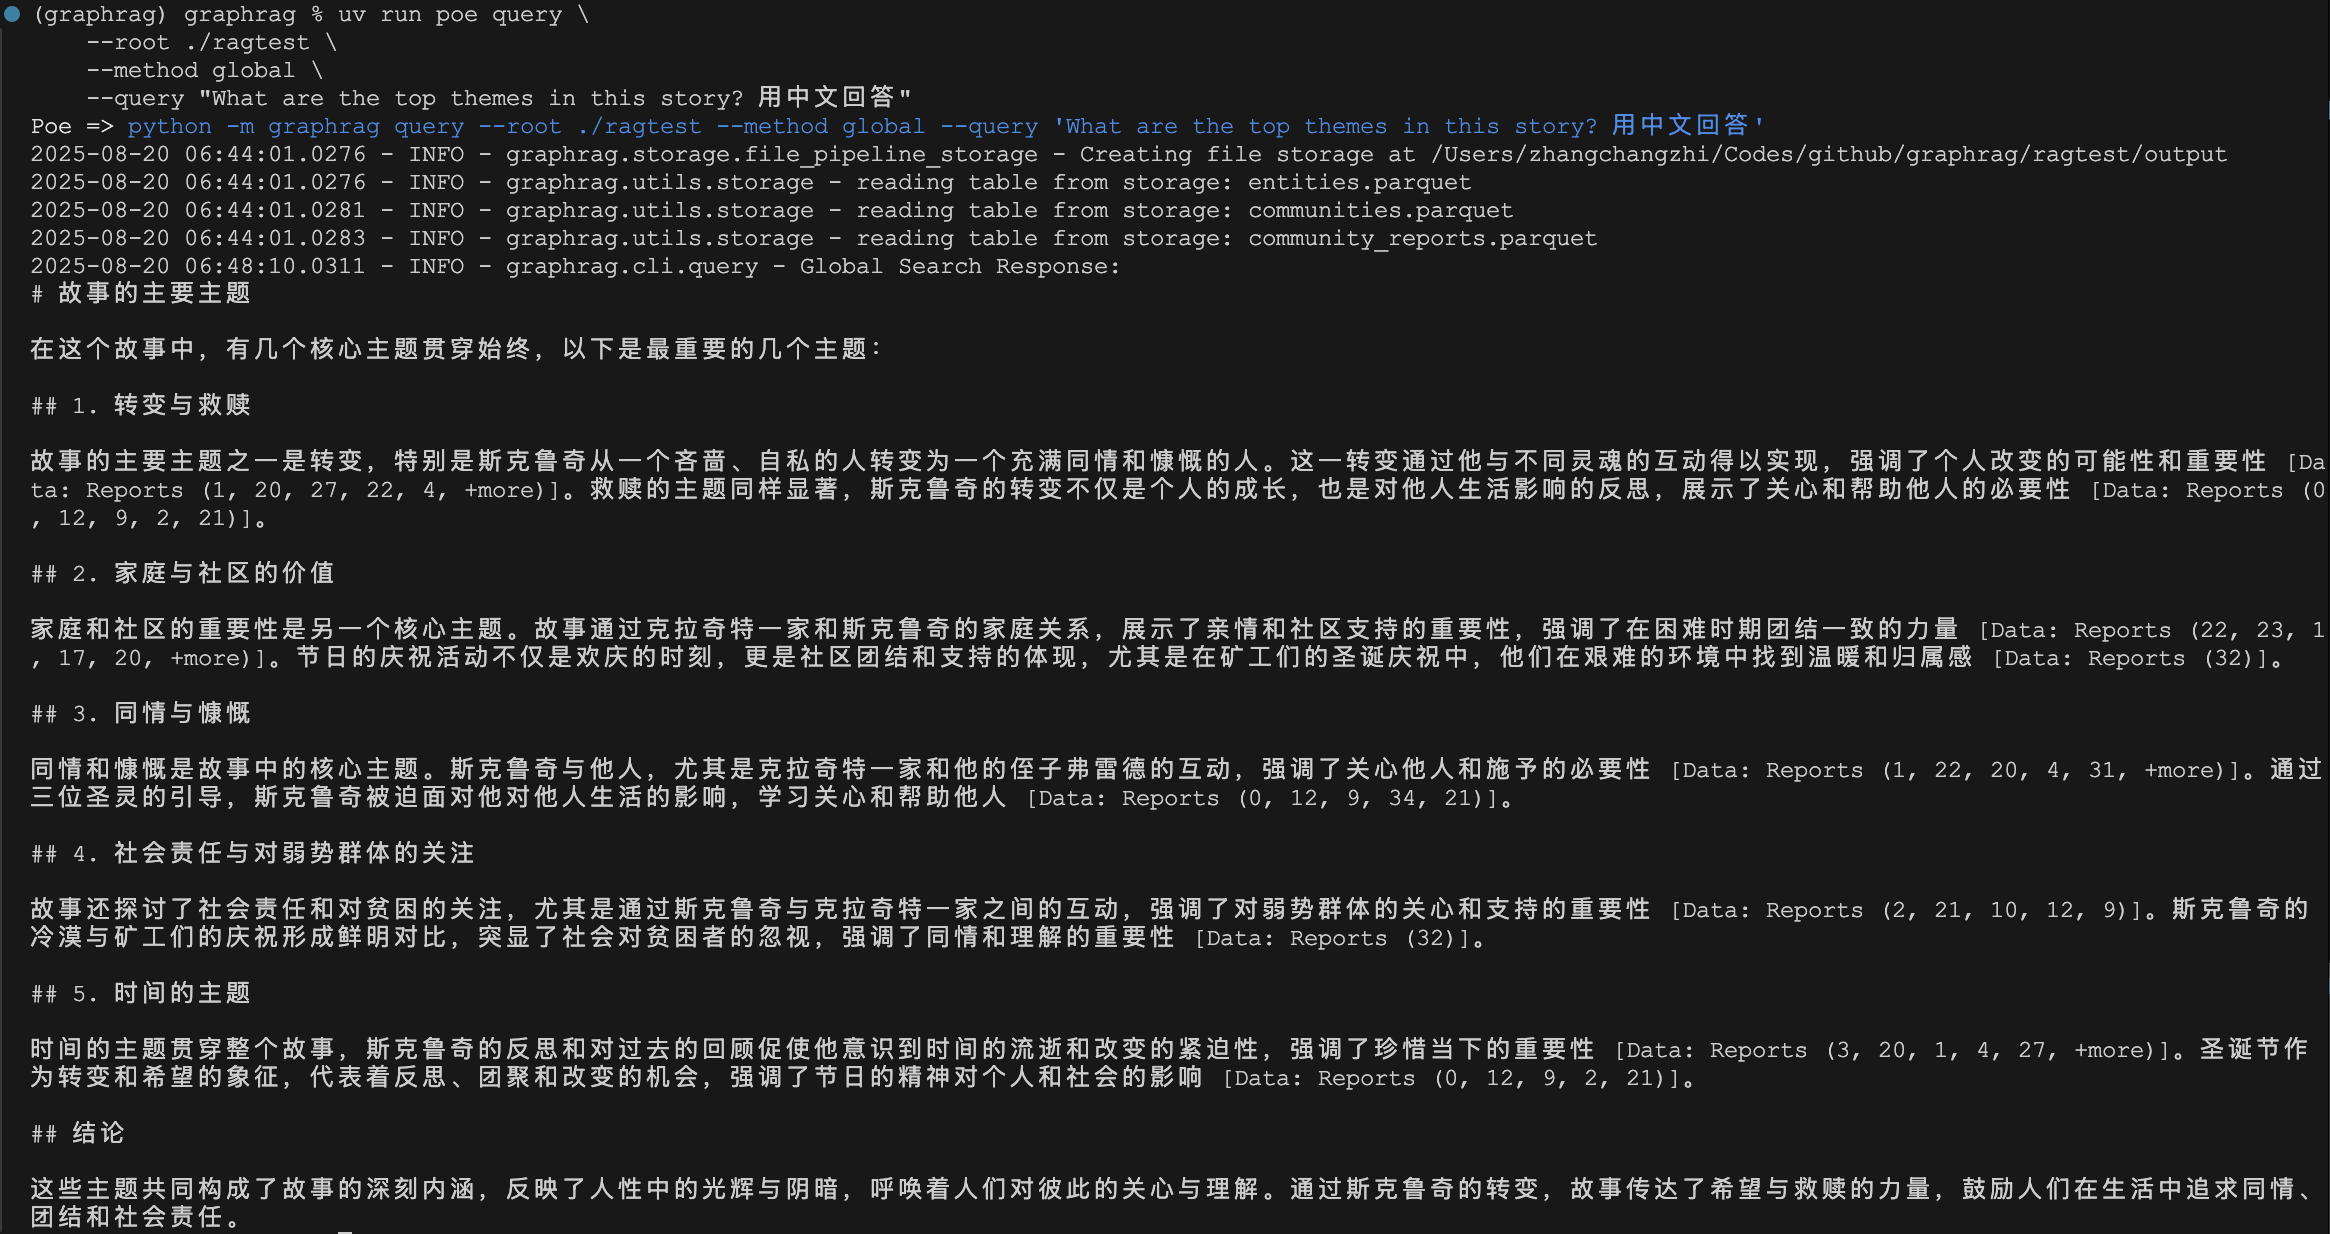 (graphrag) graphrag % uv run poe query \
    --root ./ragtest \
    --method global \
    --query "What are the top themes in this story? 用中文回答"
Poe => python -m graphrag query --root ./ragtest --method global --query 'What are the top themes in this story? 用中文回答'
2025-08-20 06:44:01.0276 - INFO - graphrag.storage.file_pipeline_storage - Creating file storage at /Users/zhangchangzhi/Codes/github/graphrag/ragtest/output
2025-08-20 06:44:01.0276 - INFO - graphrag.utils.storage - reading table from storage: entities.parquet
2025-08-20 06:44:01.0281 - INFO - graphrag.utils.storage - reading table from storage: communities.parquet
2025-08-20 06:44:01.0283 - INFO - graphrag.utils.storage - reading table from storage: community_reports.parquet
2025-08-20 06:48:10.0311 - INFO - graphrag.cli.query - Global Search Response:
# 故事的主要主题
在这个故事中，有几个核心主题贯穿始终，以下是最重要的几个主题：
## 1. 转变与救赎
故事的主要主题之一是转变，特别是斯克鲁奇从一个吝啬、自私的人转变为一个充满同情和慷慨的人。这一转变通过他与不同灵魂的互动得以实现，强调了个人改变的可能性和重要性 [Da
ta: Reports (1, 20, 27, 22, 4, +more)]。救赎的主题同样显著，斯克鲁奇的转变不仅是个人的成长，也是对他人生活影响的反思，展示了关心和帮助他人的必要性 [Data: Reports (0
, 12, 9, 2, 21)]。
## 2. 家庭与社区的价值
家庭和社区的重要性是另一个核心主题。故事通过克拉奇特一家和斯克鲁奇的家庭关系，展示了亲情和社区支持的重要性，强调了在困难时期团结一致的力量 [Data: Reports (22, 23, 1
, 17, 20, +more)]。节日的庆祝活动不仅是欢庆的时刻，更是社区团结和支持的体现，尤其是在矿工们的圣诞庆祝中，他们在艰难的环境中找到温暖和归属感 [Data: Reports (32)]。
## 3. 同情与慷慨
同情和慷慨是故事中的核心主题。斯克鲁奇与他人，尤其是克拉奇特一家和他的侄子弗雷德的互动，强调了关心他人和施予的必要性 [Data: Reports (1, 22, 20, 4, 31, +more)]。通过
三位圣灵的引导，斯克鲁奇被迫面对他对他人生活的影响，学习关心和帮助他人 [Data: Reports (0, 12, 9, 34, 21)]。
## 4. 社会责任与对弱势群体的关注
故事还探讨了社会责任和对贫困的关注，尤其是通过斯克鲁奇与克拉奇特一家之间的互动，强调了对弱势群体的关心和支持的重要性 [Data: Reports (2, 21, 10, 12, 9)]。斯克鲁奇的
冷漠与矿工们的庆祝形成鲜明对比，突显了社会对贫困者的忽视，强调了同情和理解的重要性 [Data: Reports (32)]。
## 5. 时间的主题
时间的主题贯穿整个故事，斯克鲁奇的反思和对过去的回顾促使他意识到时间的流逝和改变的紧迫性，强调了珍惜当下的重要性 [Data: Reports (3, 20, 1, 4, 27, +more)]。圣诞节作
为转变和希望的象征，代表着反思、团聚和改变的机会，强调了节日的精神对个人和社会的影响 [Data: Reports (0, 12, 9, 2, 21)]。
## 结论
这些主题共同构成了故事的深刻内涵，反映了人性中的光辉与阴暗，呼唤着人们对彼此的关心与理解。通过斯克鲁奇的转变，故事传达了希望与救赎的力量，鼓励人们在生活中追求同情、
团结和社会责任。